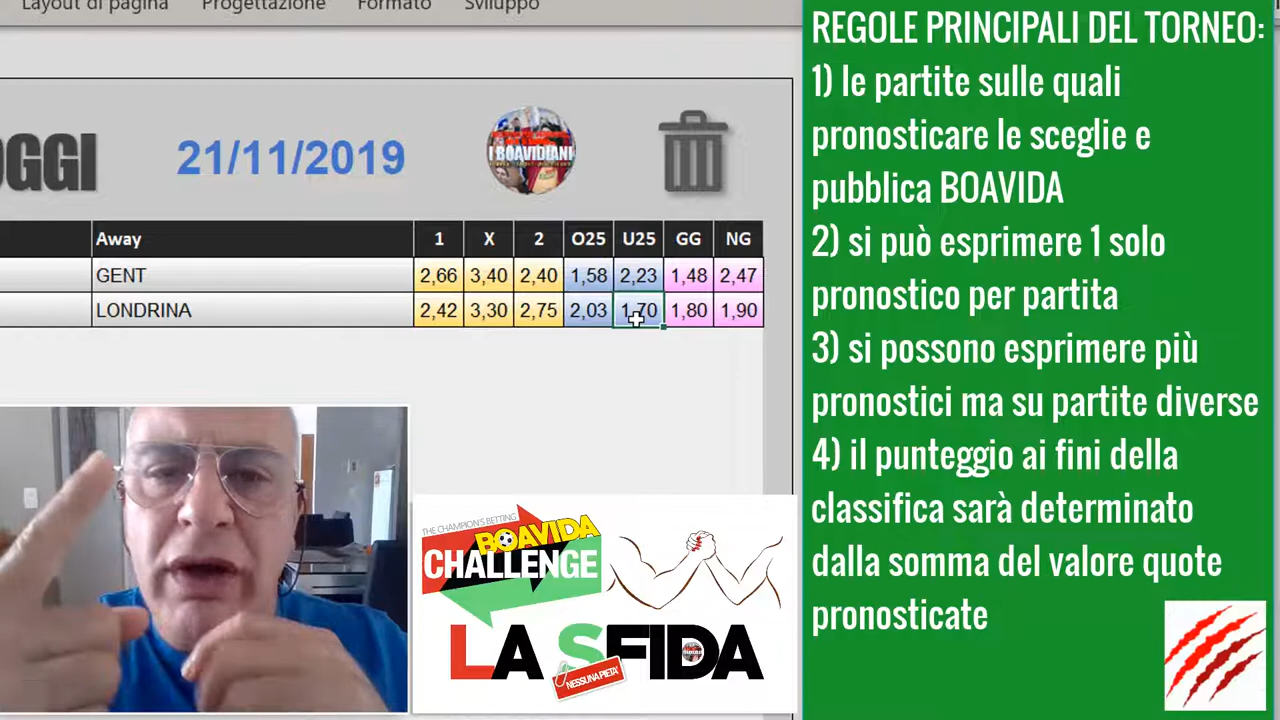 Layout di pagina Progettazione Formato Sviluppo
OGGI 21/11/2019
I BOAVIDIANI
Away 1 X 2 O25 U25 GG NG
GENT 2,66 3,40 2,40 1,58 2,23 1,48 2,47
LONDRINA 2,42 3,30 2,75 2,03 1,70 1,80 1,90
THE CHAMPION'S BETTING
BOAVIDA
CHALLENGE
LA SFIDA
NESSUNA PIETA'
REGOLE PRINCIPALI DEL TORNEO:
1) le partite sulle quali
pronosticare le sceglie e
pubblica BOAVIDA
2) si può esprimere 1 solo
pronostico per partita
3) si possono esprimere più
pronostici ma su partite diverse
4) il punteggio ai fini della
classifica sarà determinato
dalla somma del valore quote
pronosticate